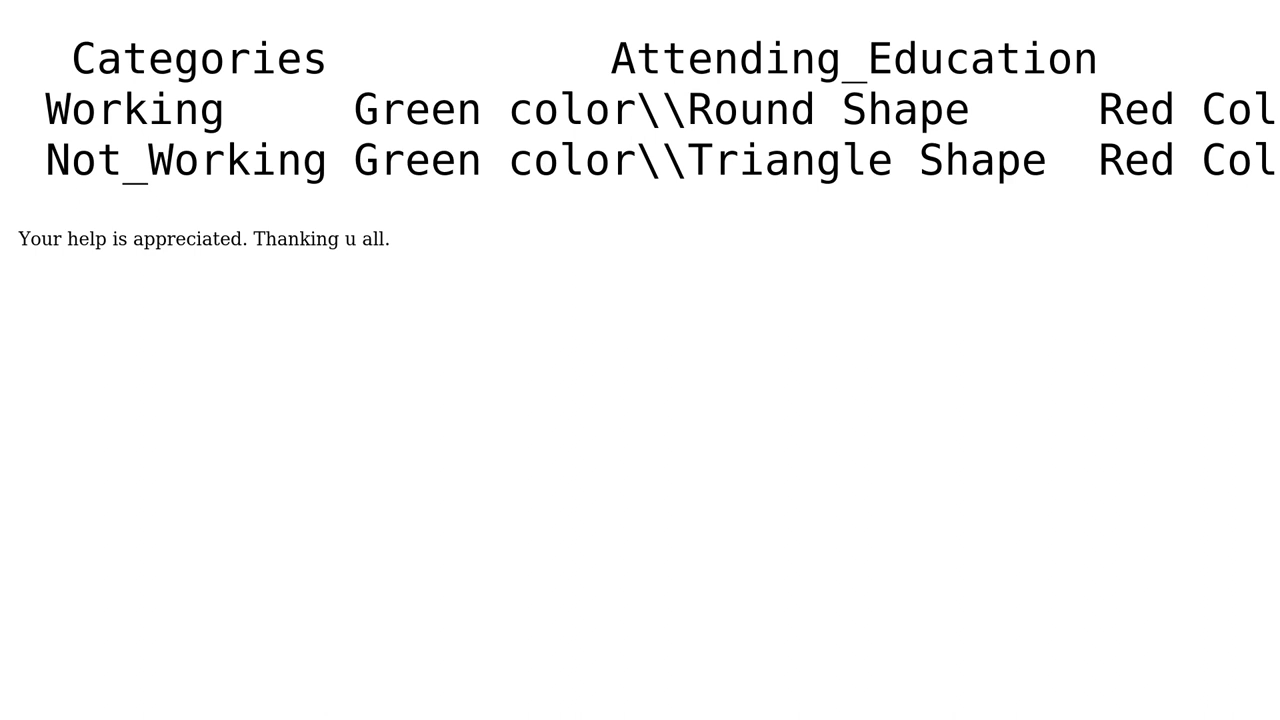 Categories Attending_Education
Working Green color\\Round Shape Red Col
Not_Working Green color\\Triangle Shape Red Col
Your help is appreciated. Thanking u all.